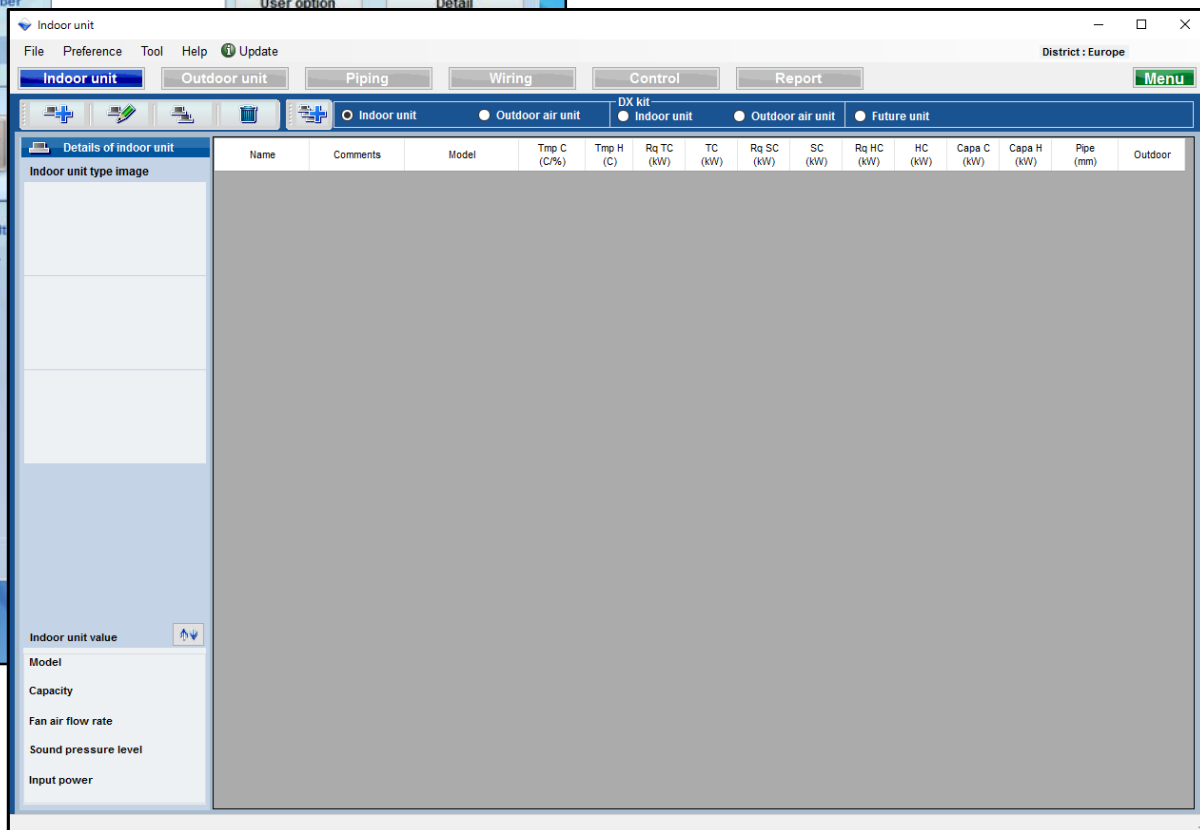 User option Detail
Indoor unit
File Preference Tool Help Update District : Europe
Indoor unit Outdoor unit Piping Wiring Control Report Menu
DX kit
Indoor unit Outdoor air unit Indoor unit Outdoor air unit Future unit
Details of indoor unit
Indoor unit type image
Name Comments Model Tmp C (C/%) Tmp H (C) Rq TC (kW) TC (kW) Rq SC (kW) SC (kW) Rq HC (kW) HC (kW) Capa C (kW) Capa H (kW) Pipe (mm) Outdoor
Indoor unit value
Model
Capacity
Fan air flow rate
Sound pressure level
Input power